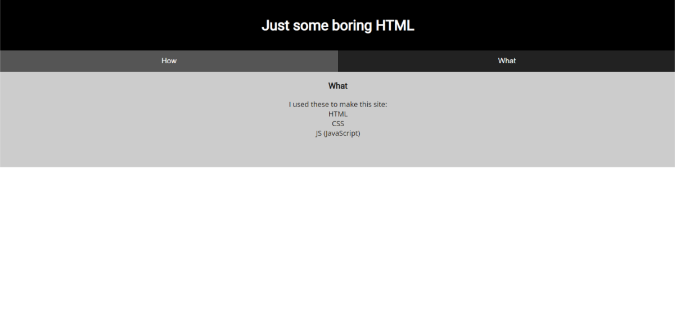 Just some boring HTML
How
What
What
I used these to make this site:
HTML
CSS
JS (JavaScript)